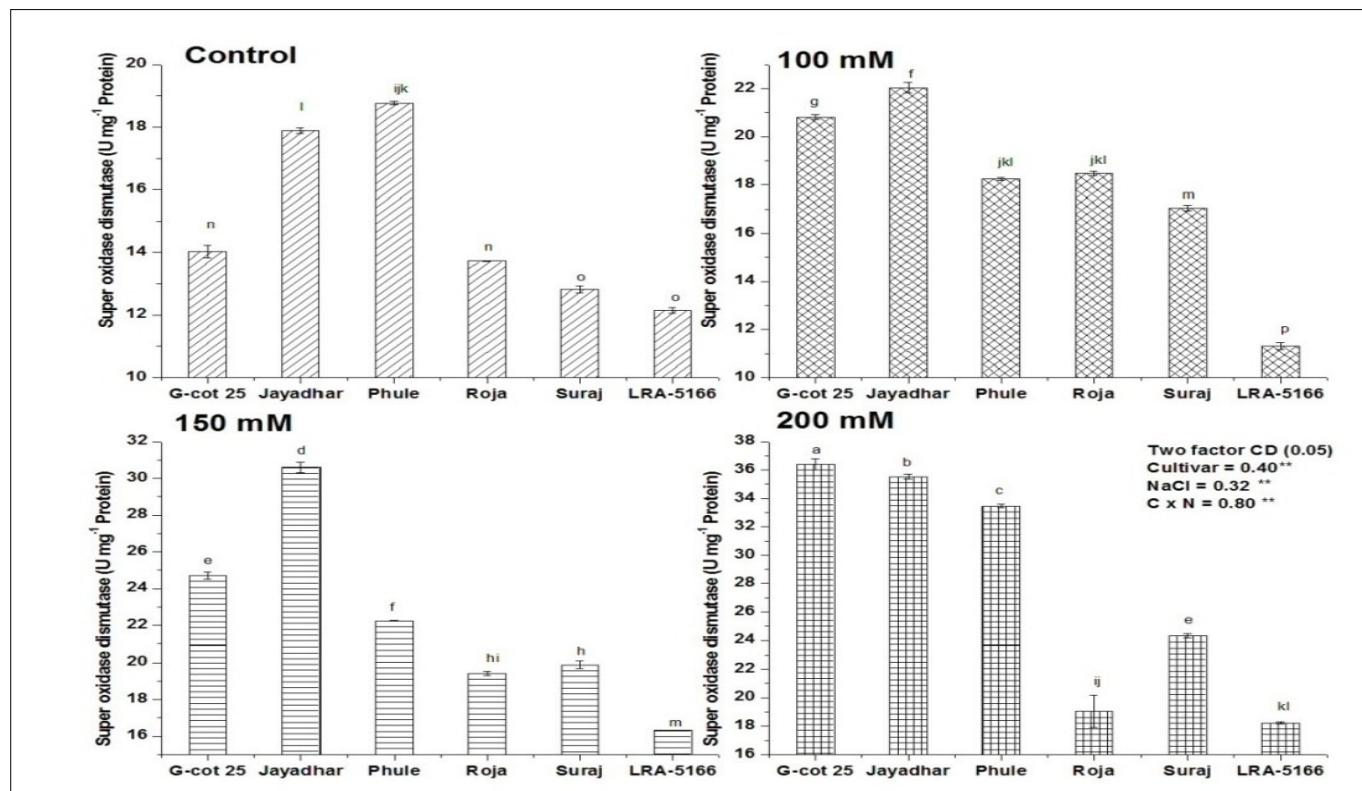 Control
Super oxidase dismutase (U mg⁻¹ Protein)
20
18
16
14
12
10
n
l
ijk
n
o
o
G-cot 25 Jayadhar Phule Roja Suraj LRA-5166
100 mM
Super oxidase dismutase (U mg⁻¹ Protein)
22
20
18
16
14
12
10
g
f
jkl
jkl
m
p
G-cot 25 Jayadhar Phule Roja Suraj LRA-5166
150 mM
Super oxidase dismutase (U mg⁻¹ Protein)
32
30
28
26
24
22
20
18
16
e
d
f
hi
h
m
G-cot 25 Jayadhar Phule Roja Suraj LRA-5166
200 mM
Super oxidase dismutase (U mg⁻¹ Protein)
38
36
34
32
30
28
26
24
22
20
18
16
a
b
c
ij
e
kl
Two factor CD (0.05)
Cultivar = 0.40**
NaCl = 0.32 **
C x N = 0.80 **
G-cot 25 Jayadhar Phule Roja Suraj LRA-5166